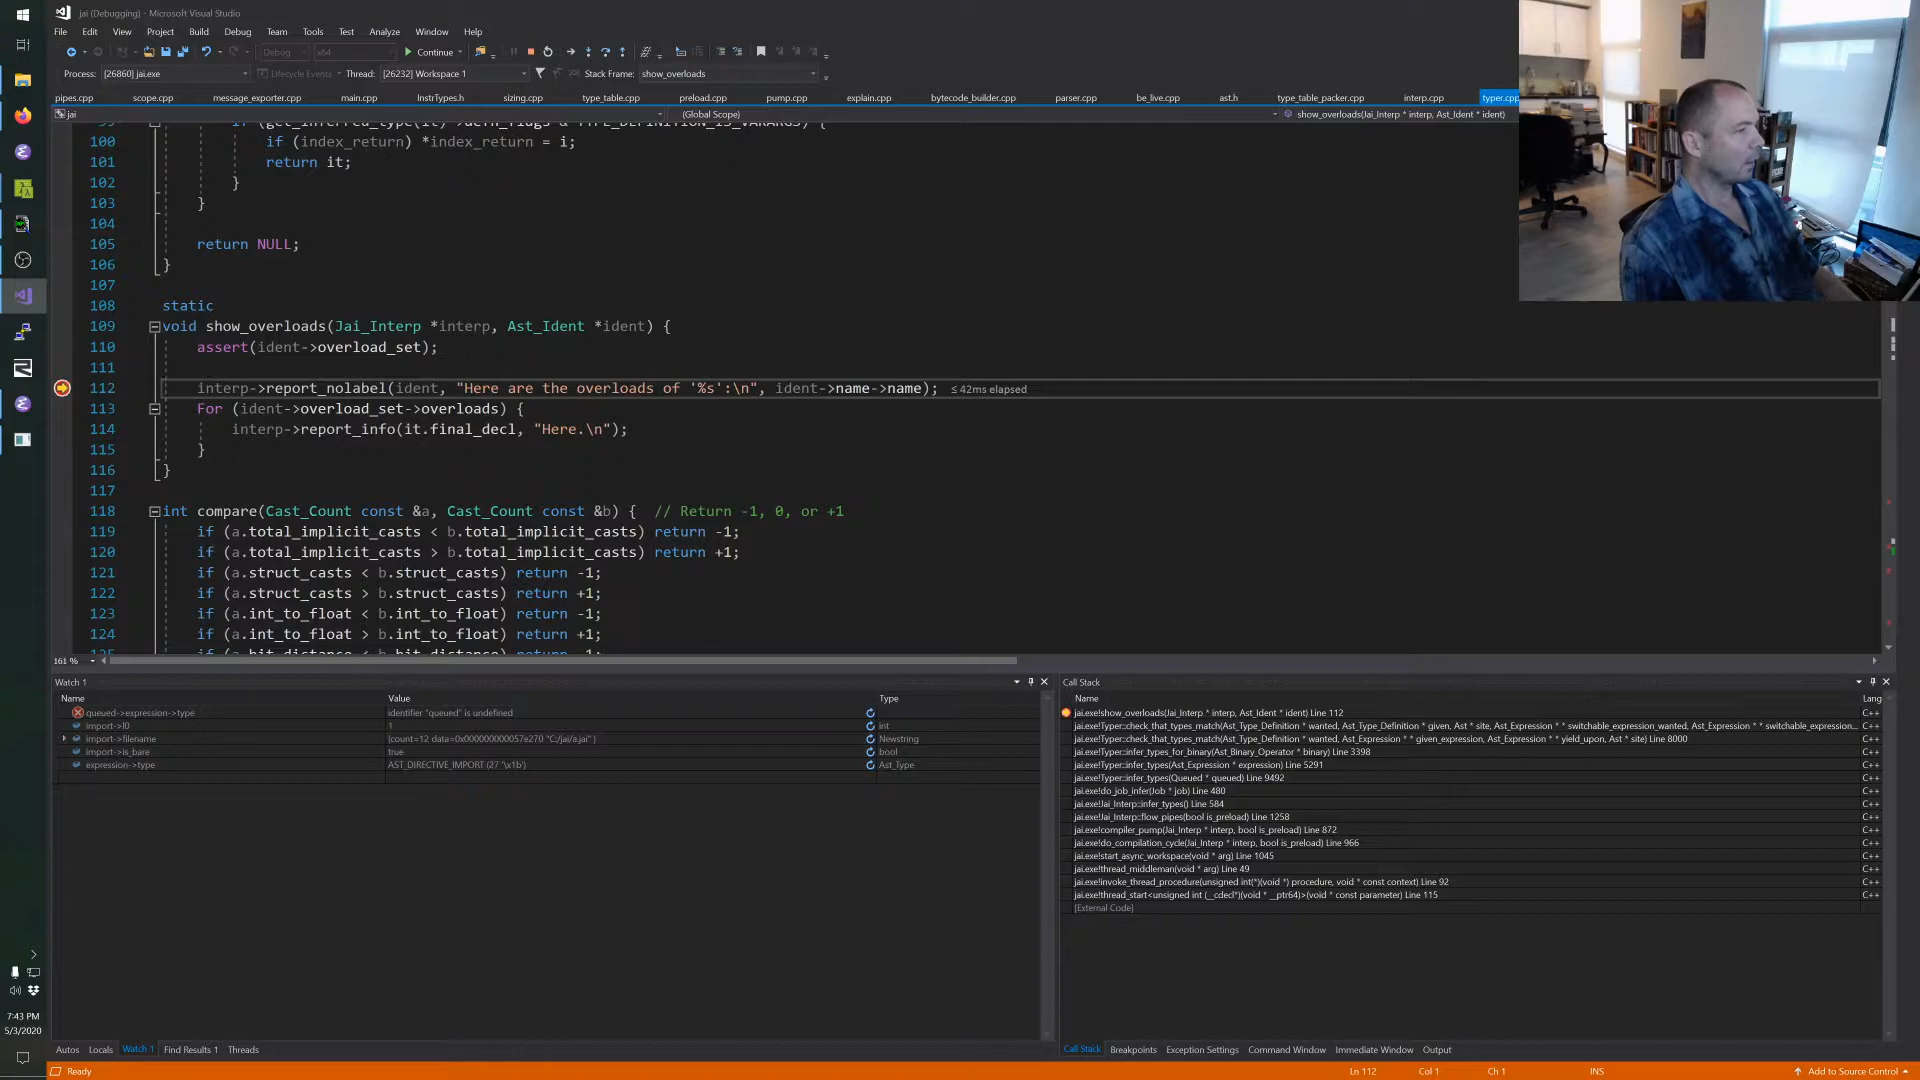 jai (Debugging) - Microsoft Visual Studio
File Edit View Project Build Debug Team Tools Test Analyze Window Help
Debug x64 Continue
Process: [26860] jai.exe Lifecycle Events Thread: [26232] Workspace 1 Stack Frame: show_overloads
pipes.cpp scope.cpp message_exporter.cpp main.cpp InstrTypes.h sizing.cpp type_table.cpp preload.cpp pump.cpp explain.cpp bytecode_builder.cpp parser.cpp be_live.cpp ast.h type_table_packer.cpp interp.cpp typer.cpp
jai (Global Scope) show_overloads(Jai_Interp * interp, Ast_Ident * ident)
100 if (index_return) *index_return = i;
101 return it;
102 }
103 }
104
105 return NULL;
106 }
107
108 static
109 void show_overloads(Jai_Interp *interp, Ast_Ident *ident) {
110 assert(ident->overload_set);
111
112 interp->report_nolabel(ident, "Here are the overloads of '%s':\n", ident->name->name); ≤ 42ms elapsed
113 For (ident->overload_set->overloads) {
114 interp->report_info(it.final_decl, "Here.\n");
115 }
116 }
117
118 int compare(Cast_Count const &a, Cast_Count const &b) { // Return -1, 0, or +1
119 if (a.total_implicit_casts < b.total_implicit_casts) return -1;
120 if (a.total_implicit_casts > b.total_implicit_casts) return +1;
121 if (a.struct_casts < b.struct_casts) return -1;
122 if (a.struct_casts > b.struct_casts) return +1;
123 if (a.int_to_float < b.int_to_float) return -1;
124 if (a.int_to_float > b.int_to_float) return +1;
161 %
Watch 1
Name Value Type
queued->expression->type identifier "queued" is undefined
import->l0 1 int
import->filename {count=12 data=0x000000000057e270 "C:/jai/a.jai" } Newstring
import->is_bare true bool
expression->type AST_DIRECTIVE_IMPORT (27 '\x1b') Ast_Type
Call Stack
Name Lang
jai.exe!show_overloads(Jai_Interp * interp, Ast_Ident * ident) Line 112 C++
jai.exe!Typer::check_that_types_match(Ast_Type_Definition * wanted, Ast_Type_Definition * given, Ast * site, Ast_Expression * * switchable_expression_wanted, Ast_Expression * * switchable_expression... C++
jai.exe!Typer::check_that_types_match(Ast_Type_Definition * wanted, Ast_Expression * * given_expression, Ast_Expression * * yield_upon, Ast * site) Line 8000 C++
jai.exe!Typer::infer_types_for_binary(Ast_Binary_Operator * binary) Line 3398 C++
jai.exe!Typer::infer_types(Ast_Expression * expression) Line 5291 C++
jai.exe!Typer::infer_types(Queued * queued) Line 9492 C++
jai.exe!do_job_infer(Job * job) Line 480 C++
jai.exe!Jai_Interp::infer_types() Line 584 C++
jai.exe!Jai_Interp::flow_pipes(bool is_preload) Line 1258 C++
jai.exe!compiler_pump(Jai_Interp * interp, bool is_preload) Line 872 C++
jai.exe!do_compilation_cycle(Jai_Interp * interp, bool is_preload) Line 966 C++
jai.exe!start_async_workspace(void * arg) Line 1045 C++
jai.exe!thread_middleman(void * arg) Line 49 C++
jai.exe!invoke_thread_procedure(unsigned int(*)(void *) procedure, void * const context) Line 92 C++
jai.exe!thread_start<unsigned int (__cdecl*)(void * __ptr64)>(void * const parameter) Line 115 C++
[External Code]
7:43 PM
5/3/2020
Autos Locals Watch 1 Find Results 1 Threads
Call Stack Breakpoints Exception Settings Command Window Immediate Window Output
Ready Ln 112 Col 1 Ch 1 INS Add to Source Control